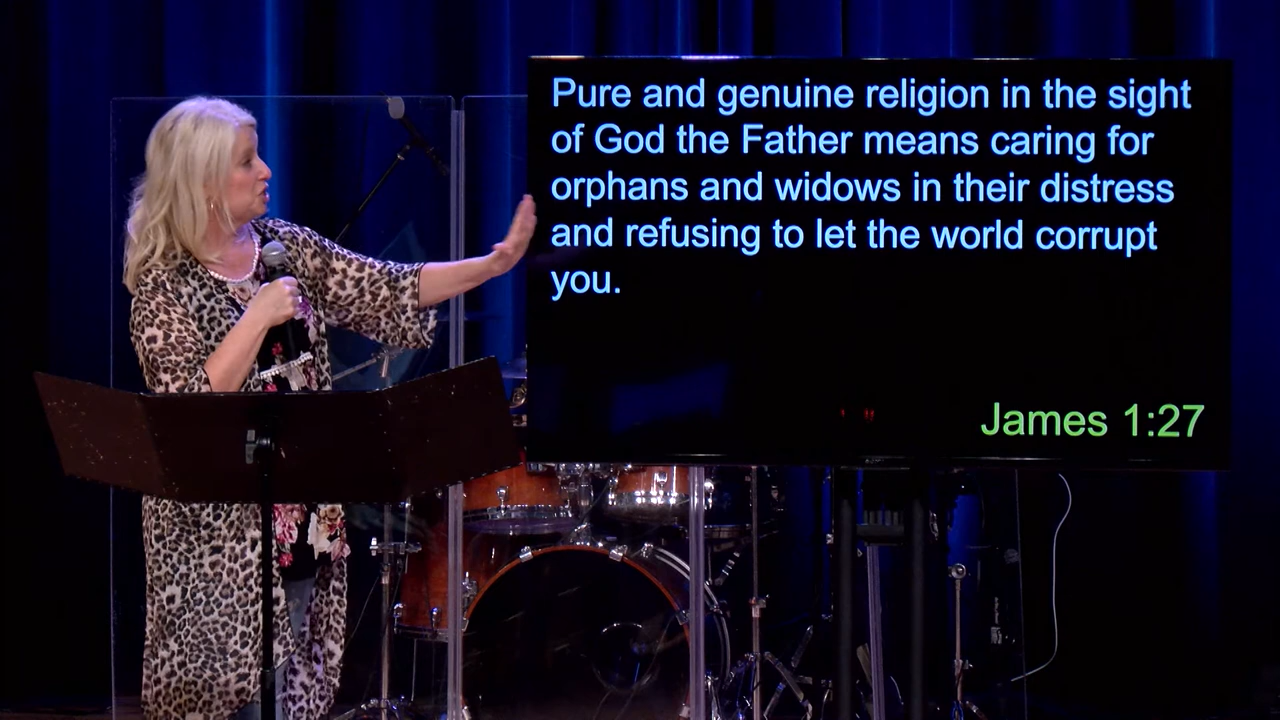 Pure and genuine religion in the sight
of God the Father means caring for
orphans and widows in their distress
and refusing to let the world corrupt
you.
James 1:27